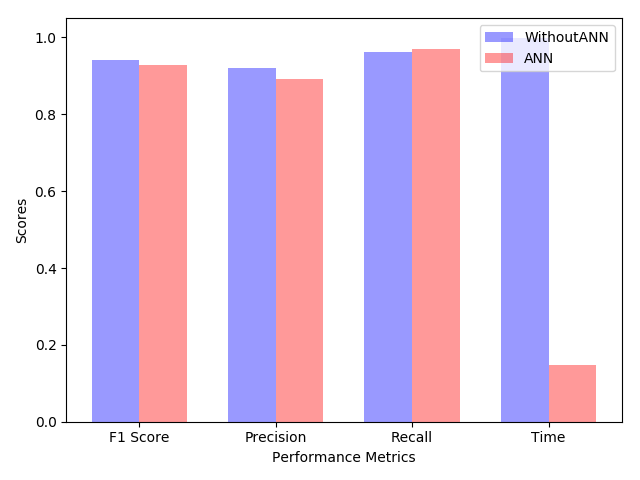 WithoutANN
ANN
1.0
0.8
0.6
0.4
0.2
0.0
Scores
F1 Score
Precision
Recall
Time
Performance Metrics